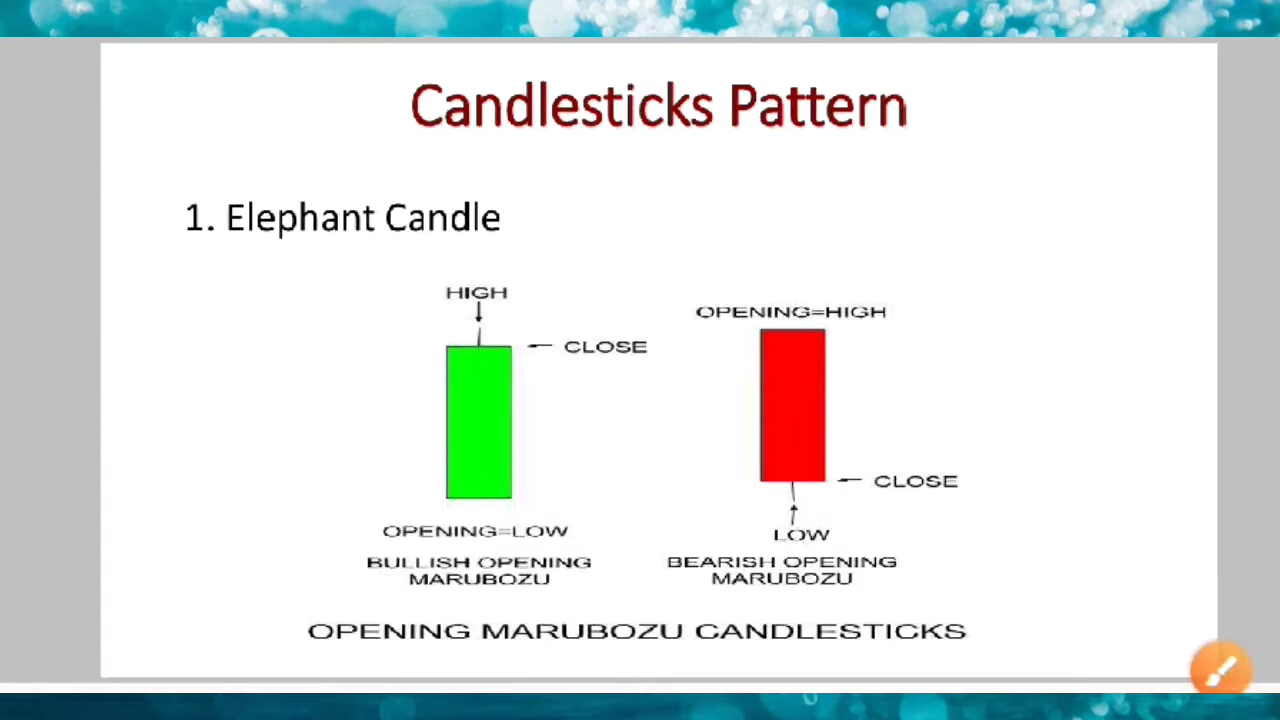 Candlesticks Pattern
1. Elephant Candle
HIGH
CLOSE
OPENING=LOW
BULLISH OPENING
MARUBOZU
OPENING=HIGH
CLOSE
LOW
BEARISH OPENING
MARUBOZU
OPENING MARUBOZU CANDLESTICKS